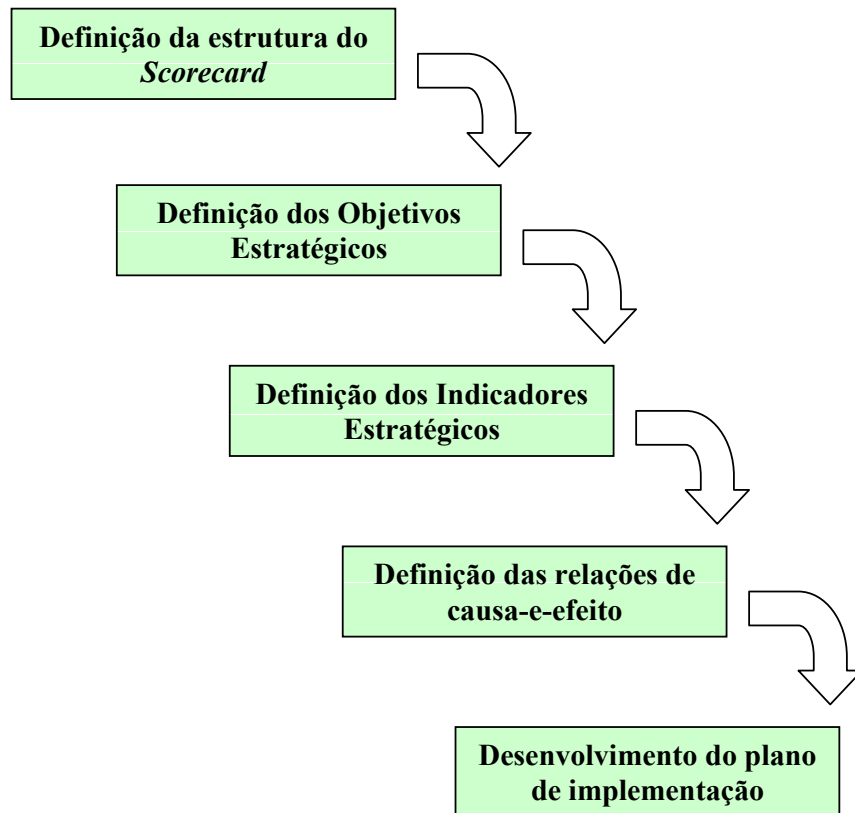 Definição da estrutura do
Scorecard
Definição dos Objetivos
Estratégicos
Definição dos Indicadores
Estratégicos
Definição das relações de
causa-e-efeito
Desenvolvimento do plano
de implementação